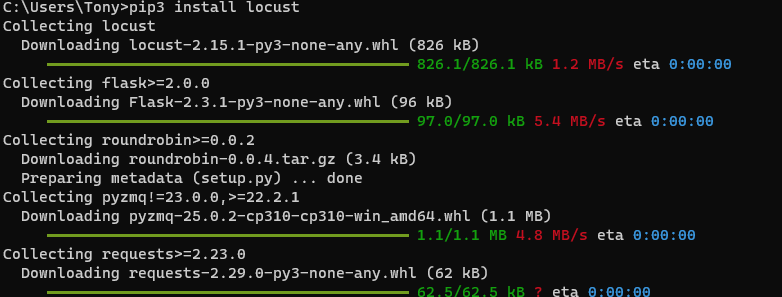 C:\Users\Tony>pip3 install locust
Collecting locust
Downloading locust-2.15.1-py3-none-any.whl (826 kB)
826.1/826.1 kB 1.2 MB/s eta 0:00:00
Collecting flask>=2.0.0
Downloading Flask-2.3.1-py3-none-any.whl (96 kB)
97.0/97.0 kB 5.4 MB/s eta 0:00:00
Collecting roundrobin>=0.0.2
Downloading roundrobin-0.0.4.tar.gz (3.4 kB)
Preparing metadata (setup.py) ... done
Collecting pyzmq!=23.0.0,>=22.2.1
Downloading pyzmq-25.0.2-cp310-cp310-win_amd64.whl (1.1 MB)
1.1/1.1 MB 4.8 MB/s eta 0:00:00
Collecting requests>=2.23.0
Downloading requests-2.29.0-py3-none-any.whl (62 kB)
62.5/62.5 kB ? eta 0:00:00